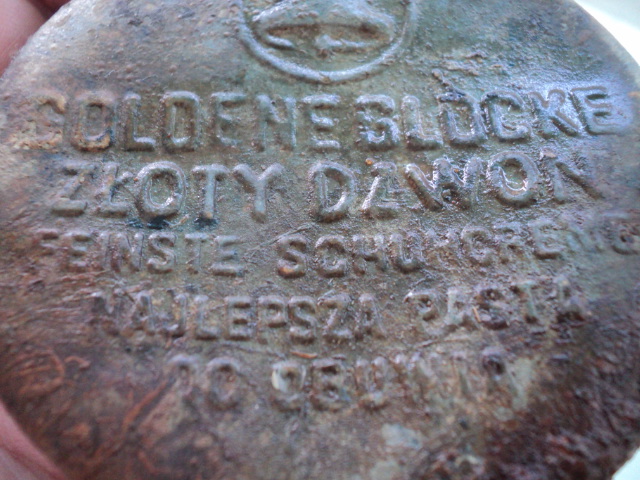 GOLDENE GLOCKE
ZŁOTY DZWON
FEINSTE SCHUHCREME
NAJLEPSZA PASTA
DO OBUWIA